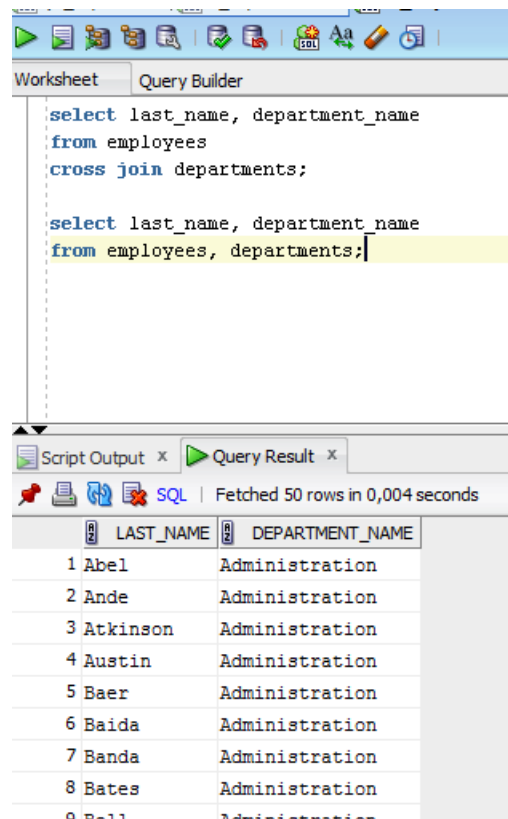 Worksheet Query Builder
select last_name, department_name
from employees
cross join departments;
select last_name, department_name
from employees, departments;
Script Output x Query Result x
SQL | Fetched 50 rows in 0,004 seconds
LAST_NAME DEPARTMENT_NAME
1 Abel Administration
2 Ande Administration
3 Atkinson Administration
4 Austin Administration
5 Baer Administration
6 Baida Administration
7 Banda Administration
8 Bates Administration